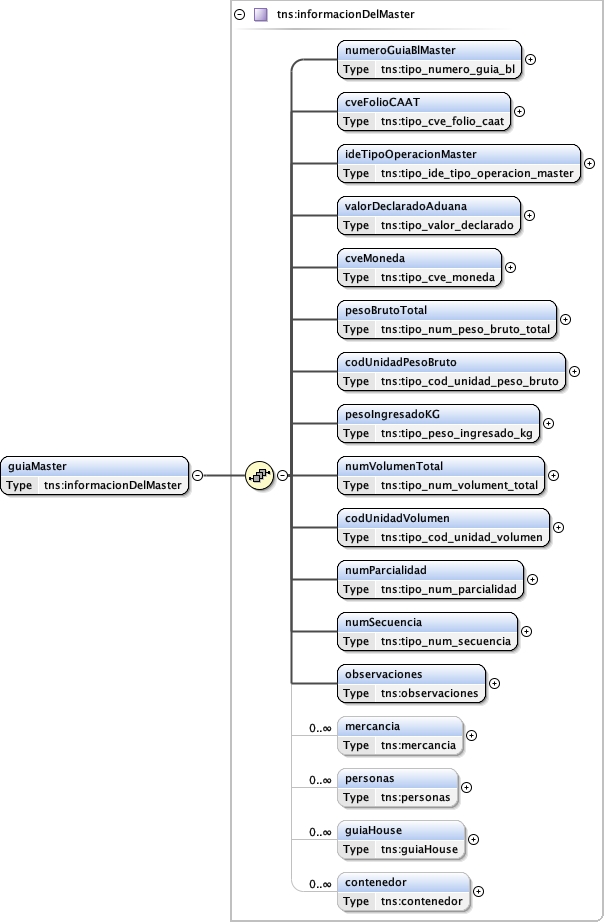 tns:informacionDelMaster
numeroGuiaBlMaster
Type tns:tipo_numero_guia_bl
cveFolioCAAT
Type tns:tipo_cve_folio_caat
ideTipoOperacionMaster
Type tns:tipo_ide_tipo_operacion_master
valorDeclaradoAduana
Type tns:tipo_valor_declarado
cveMoneda
Type tns:tipo_cve_moneda
pesoBrutoTotal
Type tns:tipo_num_peso_bruto_total
codUnidadPesoBruto
Type tns:tipo_cod_unidad_peso_bruto
pesoIngresadoKG
Type tns:tipo_peso_ingresado_kg
guiaMaster
Type tns:informacionDelMaster
numVolumenTotal
Type tns:tipo_num_volument_total
codUnidadVolumen
Type tns:tipo_cod_unidad_volumen
numParcialidad
Type tns:tipo_num_parcialidad
numSecuencia
Type tns:tipo_num_secuencia
observaciones
Type tns:observaciones
0..∞ mercancia
Type tns:mercancia
0..∞ personas
Type tns:personas
0..∞ guiaHouse
Type tns:guiaHouse
0..∞ contenedor
Type tns:contenedor